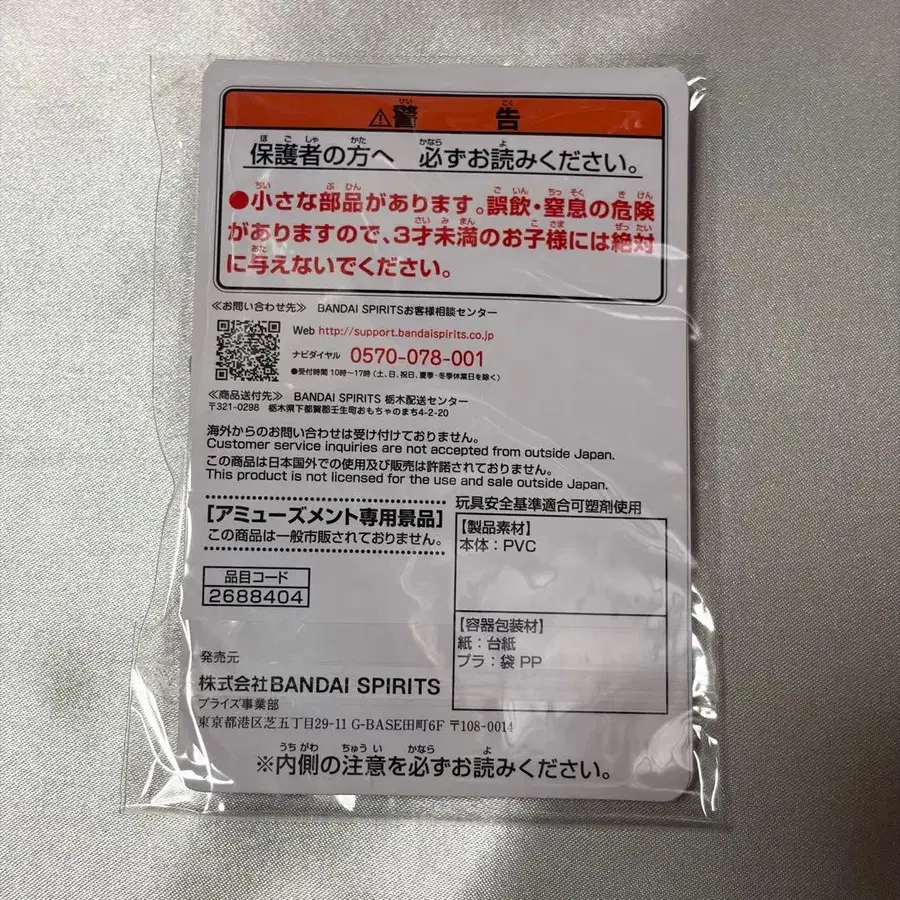 ⚠警告
保護者の方へ 必ずお読みください。
●小さな部品があります。誤飲・窒息の危険
がありますので、3才未満のお子様には絶対
に与えないでください。
≪お問い合わせ先≫ BANDAI SPIRITSお客様相談センター
Web http://support.bandaispirits.co.jp
ナビダイヤル 0570-078-001
●受付時間 10時〜17時（土、日、祝日、夏季・冬季休業日を除く）
≪商品送付先≫ BANDAI SPIRITS 栃木配送センター
〒321-0298 栃木県下都賀郡壬生町おもちゃのまち4-2-20
海外からのお問い合わせは受け付けておりません。
Customer service inquiries are not accepted from outside Japan.
この商品は日本国外での使用及び販売は許諾されておりません。
This product is not licensed for the use and sale outside Japan.
[アミューズメント専用景品]
この商品は一般市販されておりません。
品目コード
2688404
玩具安全基準適合可塑剤使用
【製品素材】
本体：PVC
【容器包装材】
紙：台紙
プラ：袋 PP
発売元
株式会社BANDAI SPIRITS
プライズ事業部
東京都港区芝五丁目29-11 G-BASE田町6F 〒108-0014
※内側の注意を必ずお読みください。